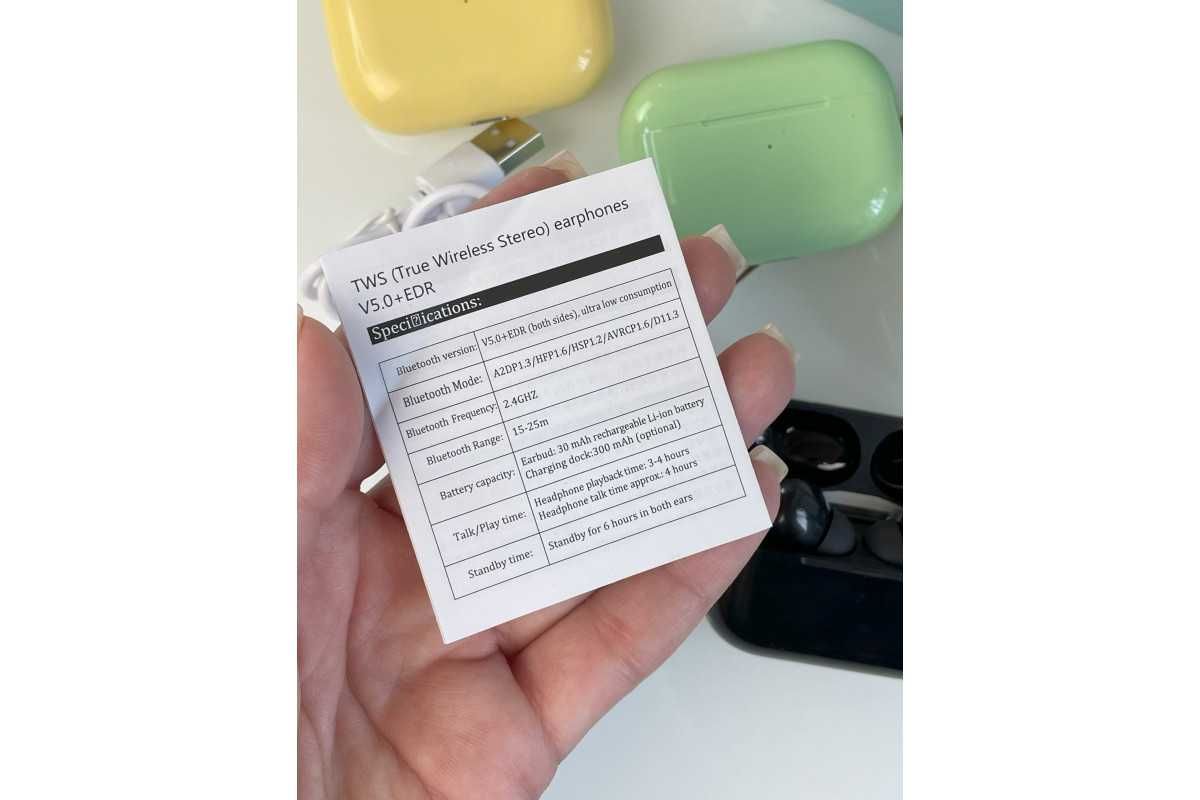 TWS (True Wireless Stereo) earphones
V5.0+EDR
Speci⍰ications:
Bluetooth version: V5.0+EDR (both sides), ultra low consumption
Bluetooth Mode: A2DP1.3/HFP1.6/HSP1.2/AVRCP1.6/D11.3
Bluetooth Frequency: 2.4GHZ
Bluetooth Range: 15-25m
Battery capacity: Earbud: 30 mAh rechargeable Li-ion battery
Charging dock:300 mAh (optional)
Talk/Play time: Headphone playback time: 3-4 hours
Headphone talk time approx.: 4 hours
Standby time: Standby for 6 hours in both ears